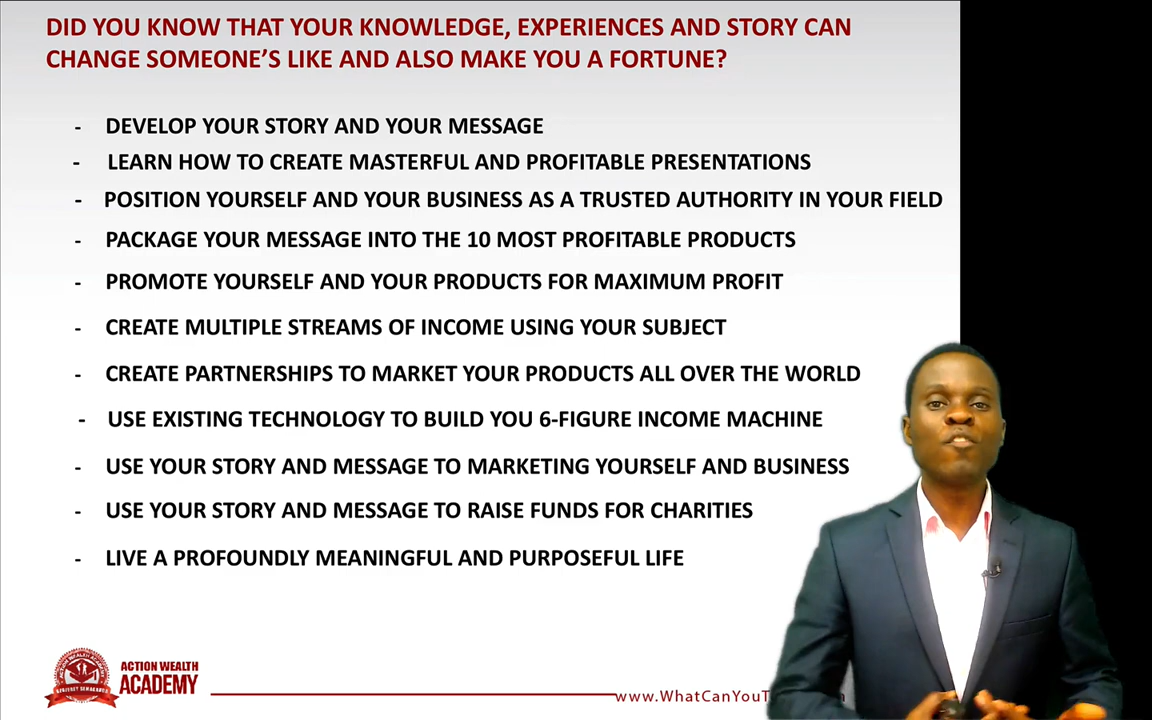 DID YOU KNOW THAT YOUR KNOWLEDGE, EXPERIENCES AND STORY CAN
CHANGE SOMEONE’S LIKE AND ALSO MAKE YOU A FORTUNE?
- DEVELOP YOUR STORY AND YOUR MESSAGE
- LEARN HOW TO CREATE MASTERFUL AND PROFITABLE PRESENTATIONS
- POSITION YOURSELF AND YOUR BUSINESS AS A TRUSTED AUTHORITY IN YOUR FIELD
- PACKAGE YOUR MESSAGE INTO THE 10 MOST PROFITABLE PRODUCTS
- PROMOTE YOURSELF AND YOUR PRODUCTS FOR MAXIMUM PROFIT
- CREATE MULTIPLE STREAMS OF INCOME USING YOUR SUBJECT
- CREATE PARTNERSHIPS TO MARKET YOUR PRODUCTS ALL OVER THE WORLD
- USE EXISTING TECHNOLOGY TO BUILD YOU 6-FIGURE INCOME MACHINE
- USE YOUR STORY AND MESSAGE TO MARKETING YOURSELF AND BUSINESS
- USE YOUR STORY AND MESSAGE TO RAISE FUNDS FOR CHARITIES
- LIVE A PROFOUNDLY MEANINGFUL AND PURPOSEFUL LIFE
ACTION WEALTH
ACADEMY
www.WhatCanYouT